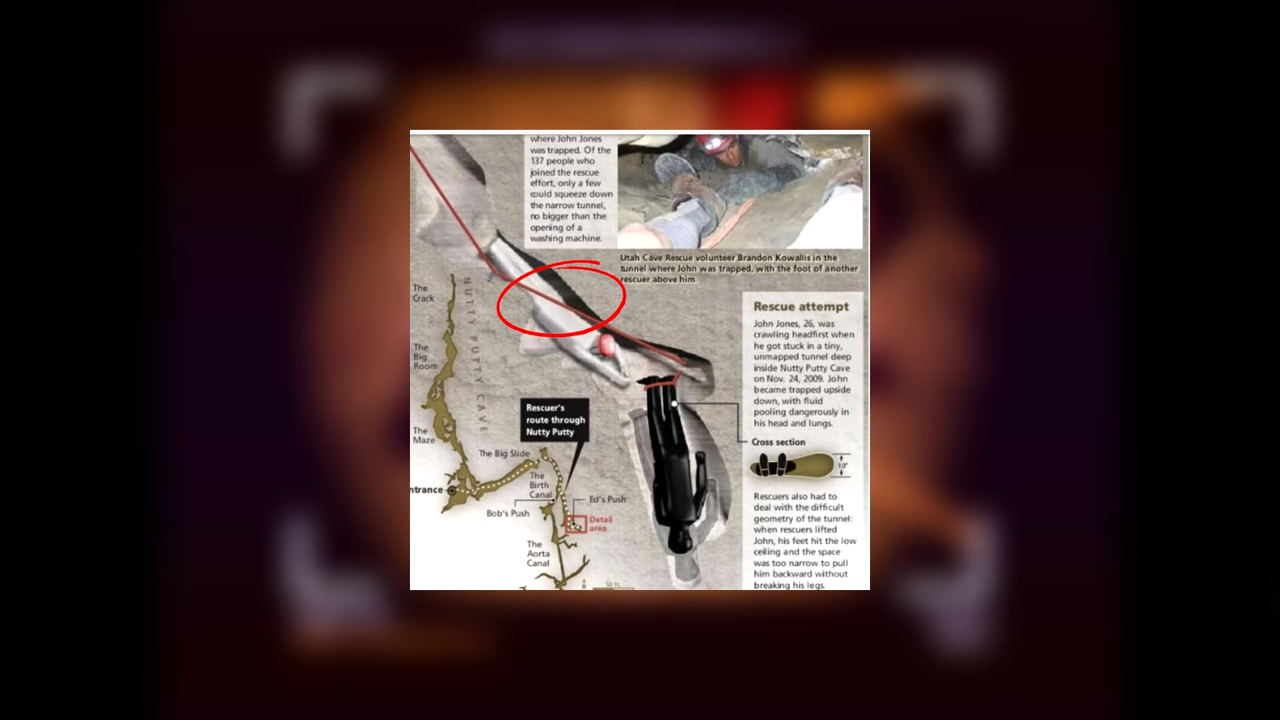 where John Jones
was trapped. Of the
137 people who
joined the rescue
effort, only a few
could squeeze down
the narrow tunnel,
no bigger than the
opening of a
washing machine.
Utah Cave Rescue volunteer Brandon Kowallis in the
tunnel where John was trapped, with the foot of another
rescuer above him.
Rescue attempt
John Jones, 26, was
crawling headfirst when
he got stuck in a tiny,
unmapped tunnel deep
inside Nutty Putty Cave
on Nov. 24, 2009. John
became trapped upside
down, with fluid
pooling dangerously in
his head and lungs.
Cross section
10"
Rescuers also had to
deal with the difficult
geometry of the tunnel:
when rescuers lifted
John, his feet hit the low
ceiling and the space
was too narrow to pull
him backward without
breaking his legs.
NUTTY PUTTY CAVE
The
Crack
The
Big
Room
The
Maze
ntrance
The Big Slide
Rescuer's
route through
Nutty Putty
The
Birth
Canal
Bob's Push
Ed's Push
Detail
area
The
Aorta
Canal
50 ft.